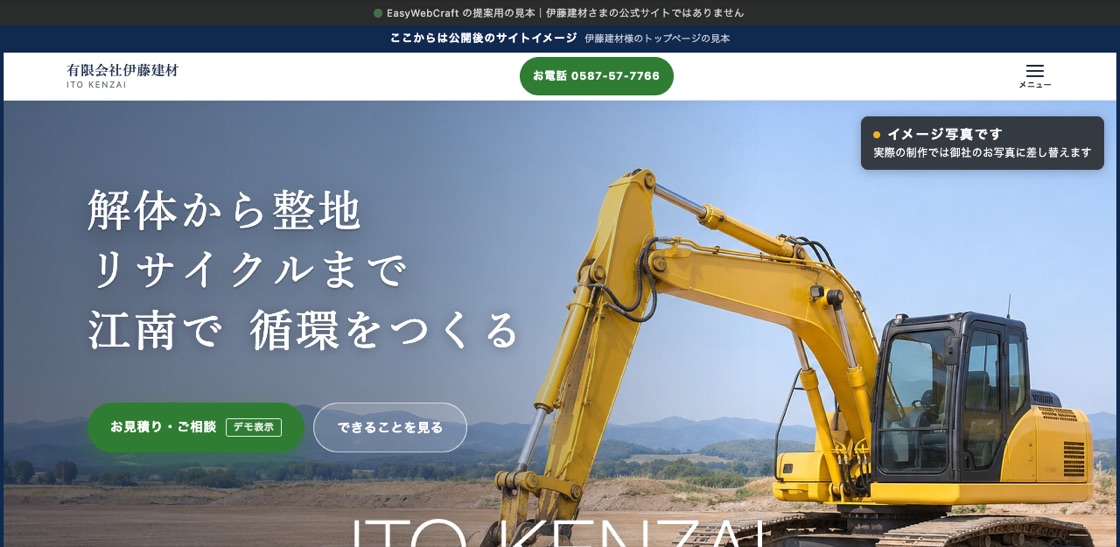 EasyWebCraft の提案用の見本｜伊藤建材さまの公式サイトではありません
ここからは公開後のサイトイメージ 伊藤建材様のトップページの見本
有限会社伊藤建材
ITO KENZAI
お電話 0587-57-7766
メニュー
イメージ写真です
実際の制作では御社のお写真に差し替えます
解体から整地
リサイクルまで
江南で 循環をつくる
お見積り・ご相談 デモ表示
できることを見る
ITO KENZAI